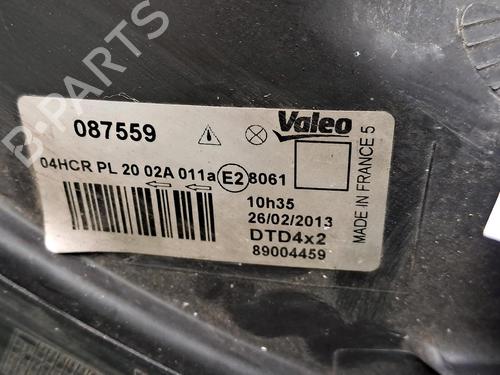 B-PARTS
087559
Valeo
04HCR PL 20 02A 011a E2 8061
10h35
26/02/2013
DTD4x2
89004459
MADE IN FRANCE 5